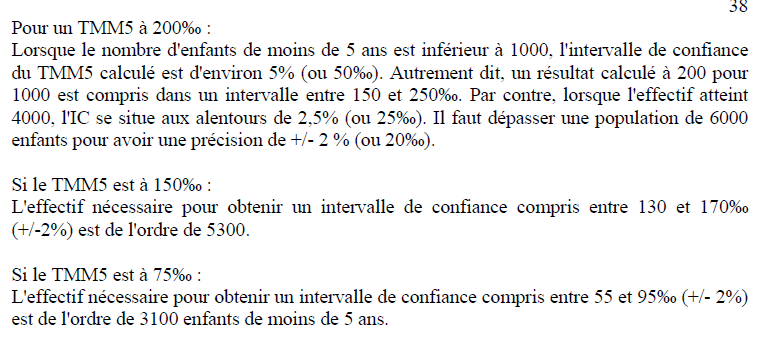 38
Pour un TMM5 à 200‰ :
Lorsque le nombre d'enfants de moins de 5 ans est inférieur à 1000, l'intervalle de confiance
du TMM5 calculé est d'environ 5% (ou 50‰). Autrement dit, un résultat calculé à 200 pour
1000 est compris dans un intervalle entre 150 et 250‰. Par contre, lorsque l'effectif atteint
4000, l'IC se situe aux alentours de 2,5% (ou 25‰). Il faut dépasser une population de 6000
enfants pour avoir une précision de +/- 2 % (ou 20‰).
Si le TMM5 est à 150‰ :
L'effectif nécessaire pour obtenir un intervalle de confiance compris entre 130 et 170‰
(+/-2%) est de l'ordre de 5300.
Si le TMM5 est à 75‰ :
L'effectif nécessaire pour obtenir un intervalle de confiance compris entre 55 et 95‰ (+/- 2%)
est de l'ordre de 3100 enfants de moins de 5 ans.